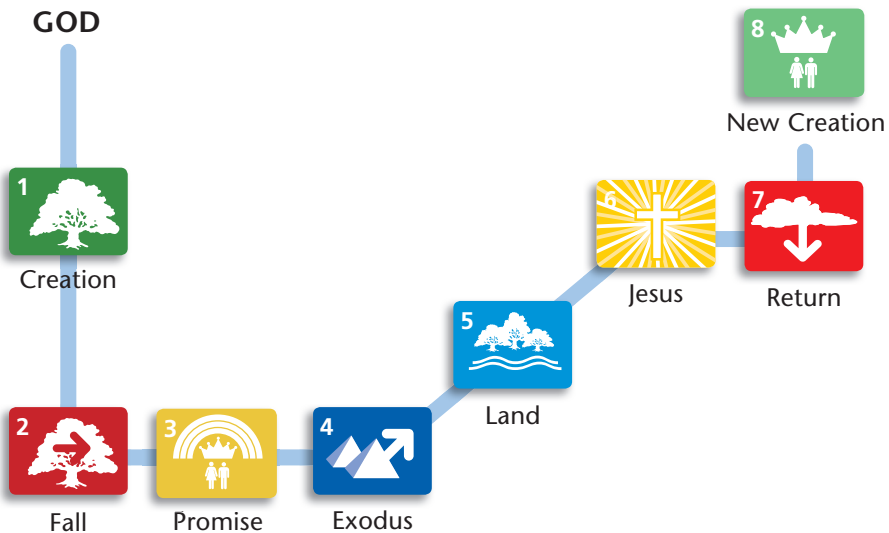 GOD
1
Creation
2
Fall
3
Promise
4
Exodus
5
Land
6
Jesus
7
Return
8
New Creation